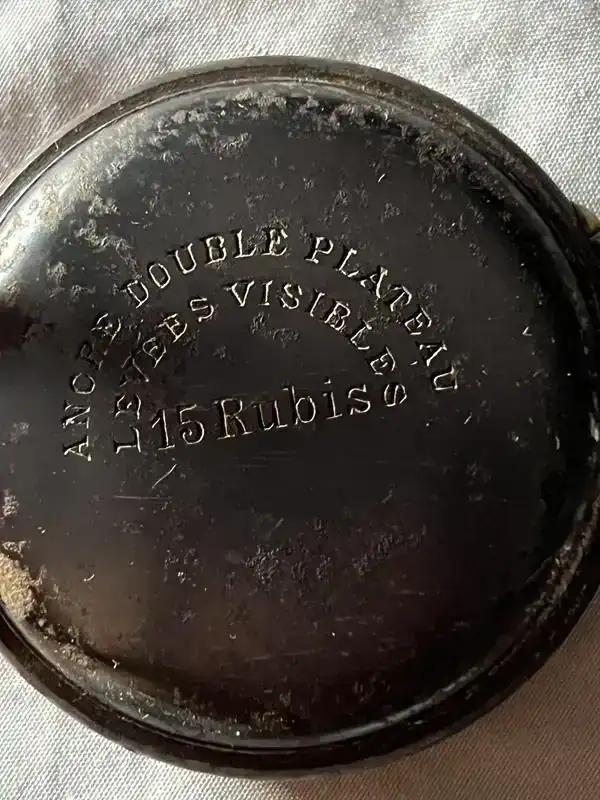 ANCRE DOUBLE PLATEAU
LEVEES VISIBLES
15 Rubis